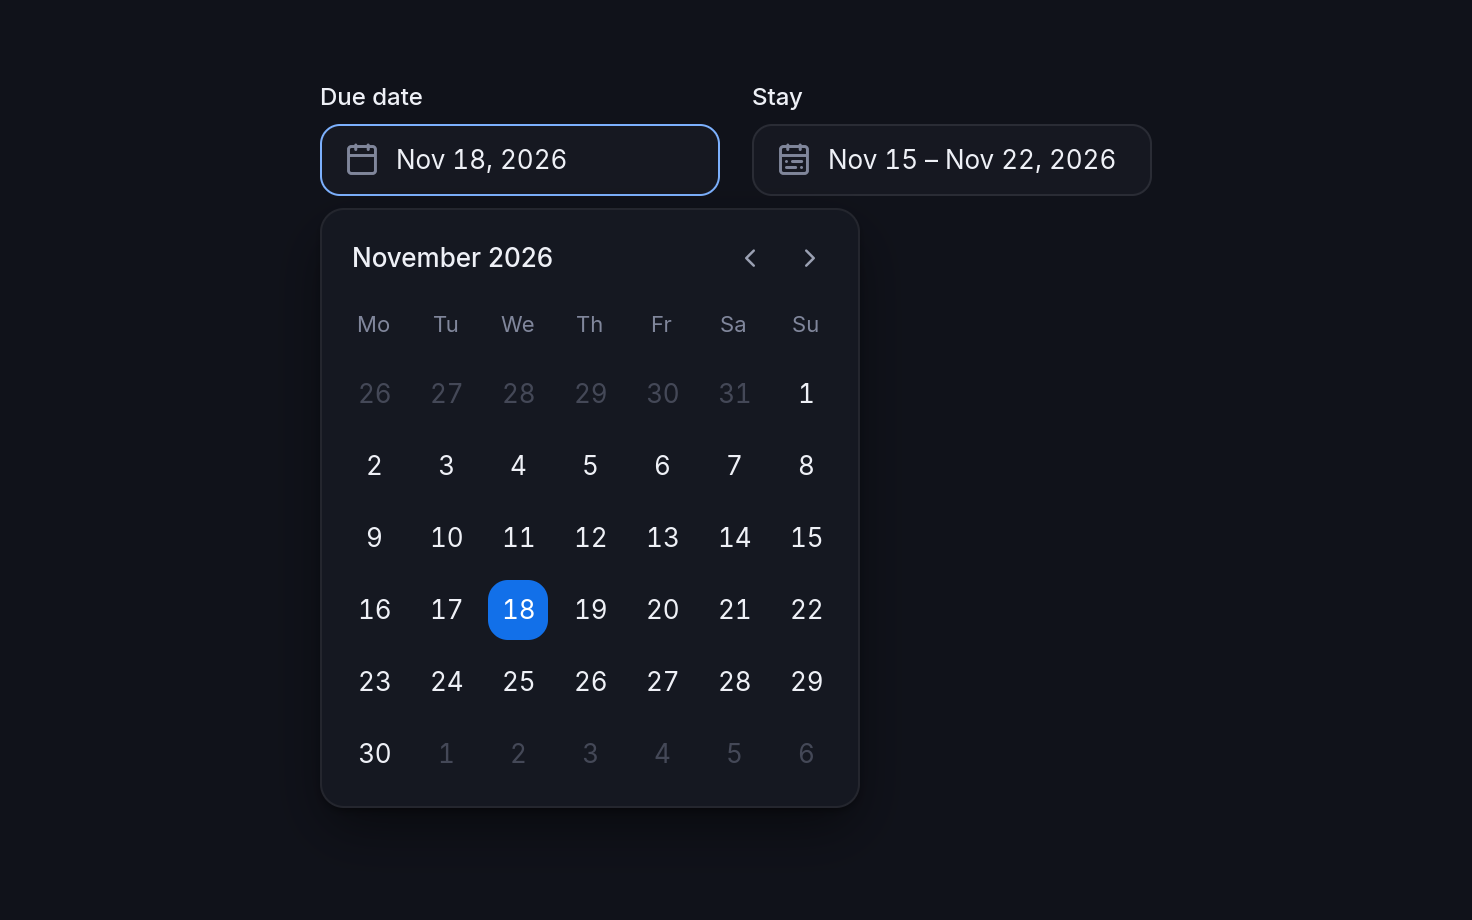 Due date
Stay
Nov 18, 2026
Nov 15 – Nov 22, 2026
November 2026
Mo Tu We Th Fr Sa Su
26 27 28 29 30 31 1
2 3 4 5 6 7 8
9 10 11 12 13 14 15
16 17 18 19 20 21 22
23 24 25 26 27 28 29
30 1 2 3 4 5 6